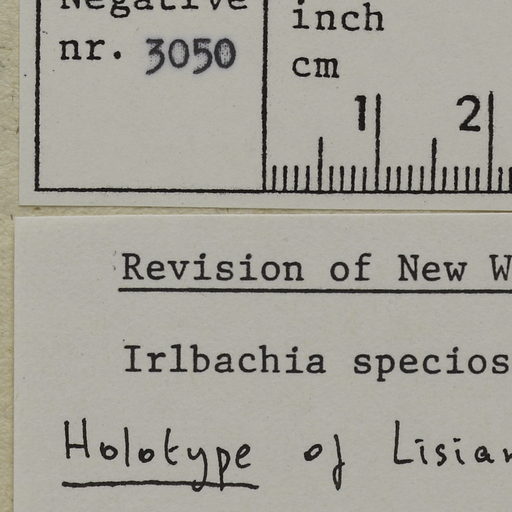 Negative
nr. 3050
inch
cm
1 2
Revision of New W
Irlbachia specios
Holotype of Lisian